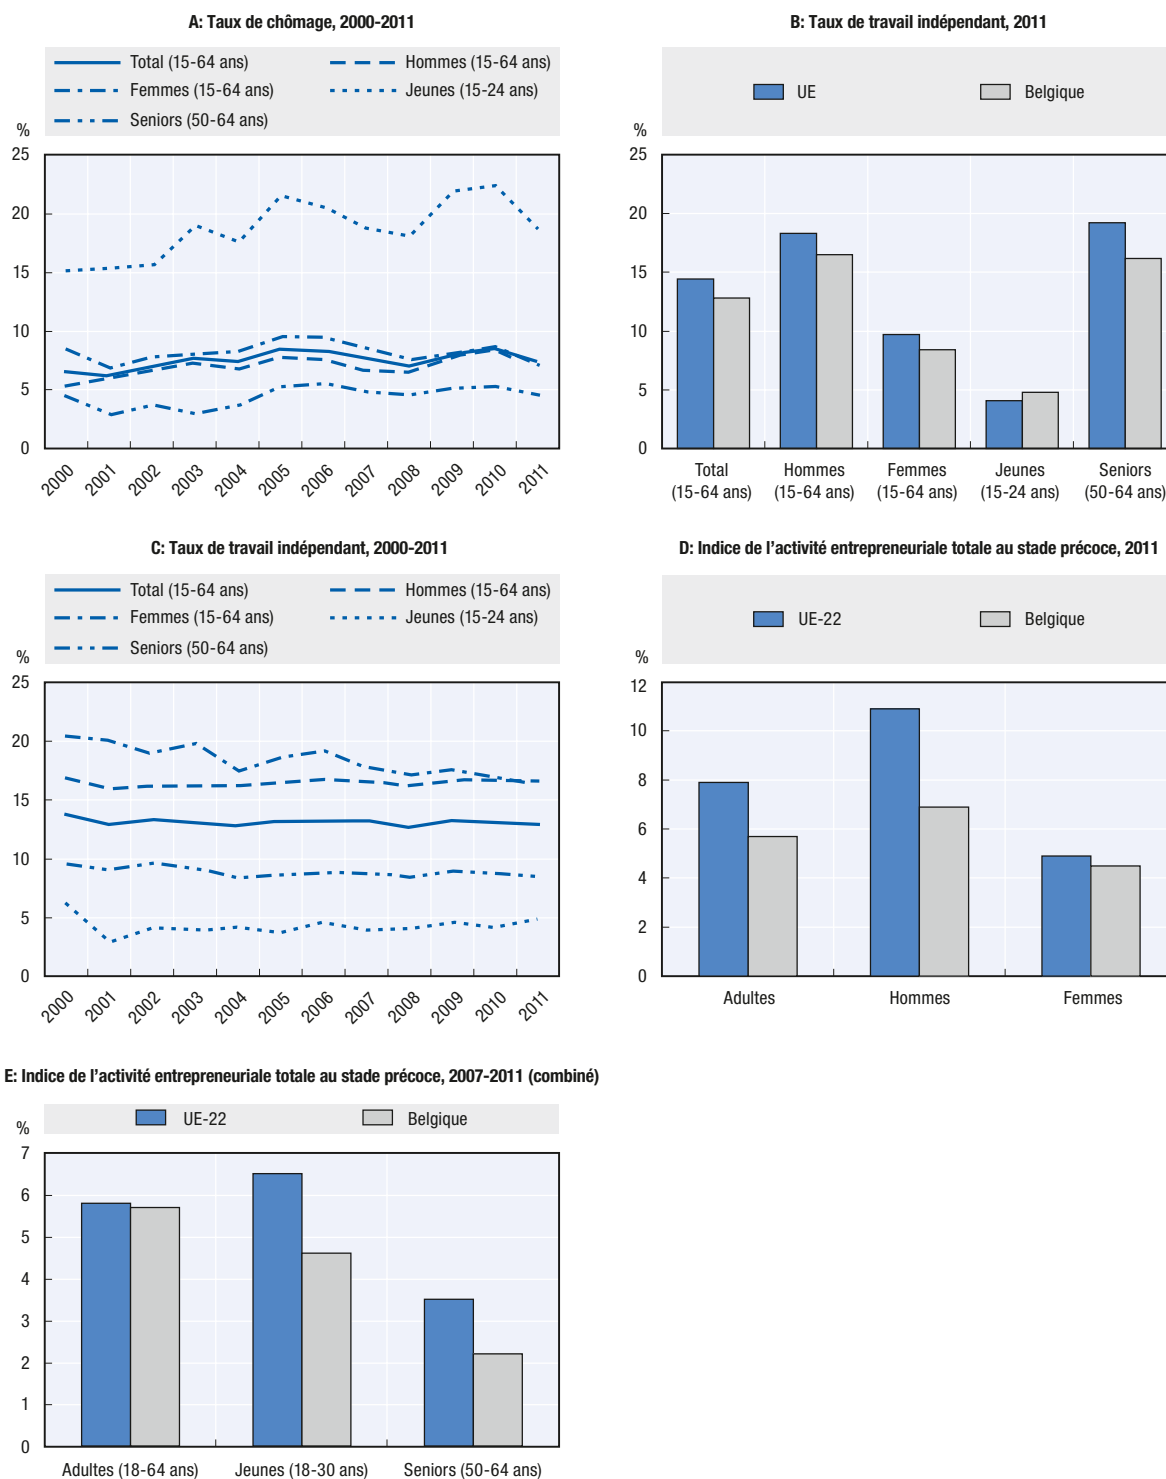 A: Taux de chômage, 2000-2011
Total (15-64 ans)
Hommes (15-64 ans)
Femmes (15-64 ans)
Jeunes (15-24 ans)
Seniors (50-64 ans)
%
25
20
15
10
5
0
2000 2001 2002 2003 2004 2005 2006 2007 2008 2009 2010 2011
B: Taux de travail indépendant, 2011
UE
Belgique
%
25
20
15
10
5
0
Total Hommes Femmes Jeunes Seniors
(15-64 ans) (15-64 ans) (15-64 ans) (15-24 ans) (50-64 ans)
C: Taux de travail indépendant, 2000-2011
Total (15-64 ans)
Hommes (15-64 ans)
Femmes (15-64 ans)
Jeunes (15-24 ans)
Seniors (50-64 ans)
%
25
20
15
10
5
0
2000 2001 2002 2003 2004 2005 2006 2007 2008 2009 2010 2011
D: Indice de l’activité entrepreneuriale totale au stade précoce, 2011
UE-22
Belgique
%
12
10
8
6
4
2
0
Adultes Hommes Femmes
E: Indice de l’activité entrepreneuriale totale au stade précoce, 2007-2011 (combiné)
UE-22
Belgique
%
7
6
5
4
3
2
1
0
Adultes (18-64 ans) Jeunes (18-30 ans) Seniors (50-64 ans)